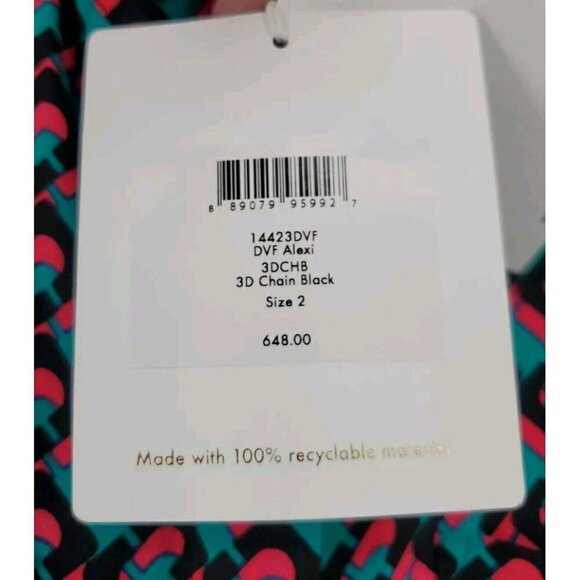 8 89079 95992 7
14423DVF
DVF Alexi
3DCHB
3D Chain Black
Size 2
648.00
Made with 100% recyclable material